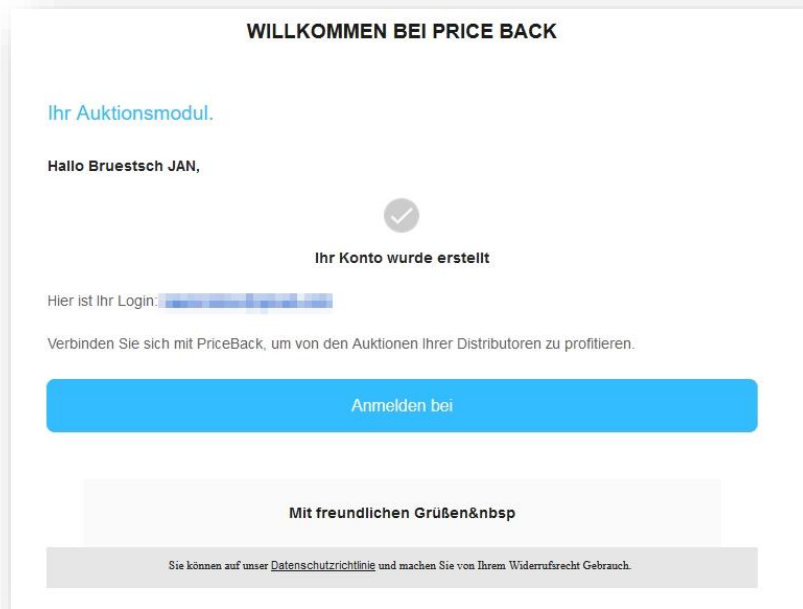 WILLKOMMEN BEI PRICE BACK
Ihr Auktionsmodul.
Hallo Bruestsch JAN,
Ihr Konto wurde erstellt
Hier ist Ihr Login:
Verbinden Sie sich mit PriceBack, um von den Auktionen Ihrer Distributoren zu profitieren.
Anmelden bei
Mit freundlichen Grüßen&nbsp
Sie können auf unser Datenschutzrichtlinie und machen Sie von Ihrem Widerrufsrecht Gebrauch.